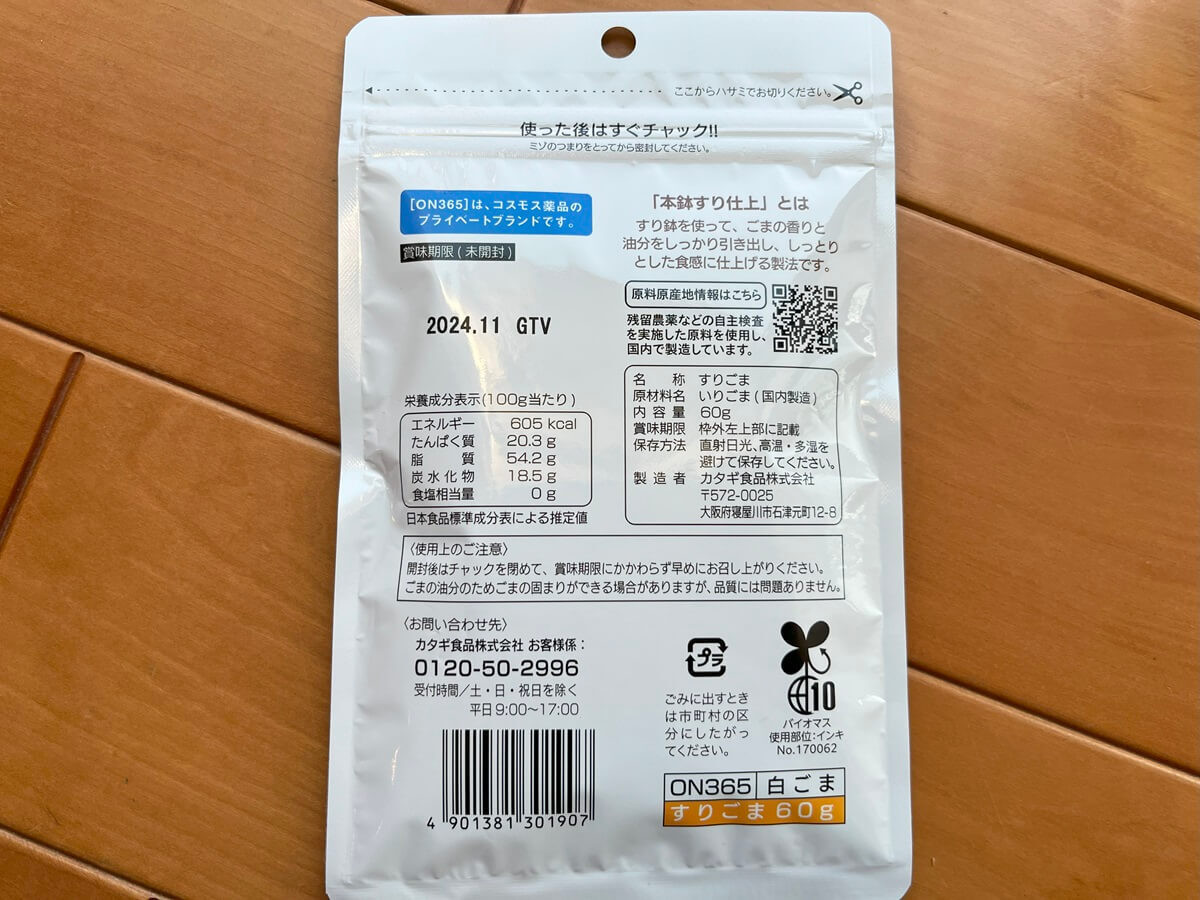 ここからハサミでお切りください。
使った後はすぐチャック!!
ミゾのつまりをとってから密封してください。
[ON365]は、コスモス薬品の
プライベートブランドです。
賞味期限(未開封)
2024.11 GTV
「本鉢すり仕上」とは
すり鉢を使って、ごまの香りと
油分をしっかり引き出し、しっとり
とした食感に仕上げる製法です。
原料原産地情報はこちら
残留農薬などの自主検査
を実施した原料を使用し、
国内で製造しています。
栄養成分表示(100g当たり)
エネルギー 605 kcal
たんぱく質 20.3 g
脂質 54.2 g
炭水化物 18.5 g
食塩相当量 0 g
日本食品標準成分表による推定値
名称 すりごま
原材料名 いりごま(国内製造)
内容量 60g
賞味期限 枠外左上部に記載
保存方法 直射日光、高温・多湿を
避けて保存してください。
製造者 カタギ食品株式会社
〒572-0025
大阪府寝屋川市石津元町12-8
〈使用上のご注意〉
開封後はチャックを閉めて、賞味期限にかかわらず早めにお召し上がりください。
ごまの油分のためごまの固まりができる場合がありますが、品質には問題ありません。
〈お問い合わせ先〉
カタギ食品株式会社 お客様係:
0120-50-2996
受付時間/土・日・祝日を除く
平日9:00〜17:00
4 901381 301907
プラ
ごみに出すとき
は市町村の区
分にしたがっ
てください。
10
バイオマス
使用部位:インキ
No.170062
ON365 白ごま
すりごま60g